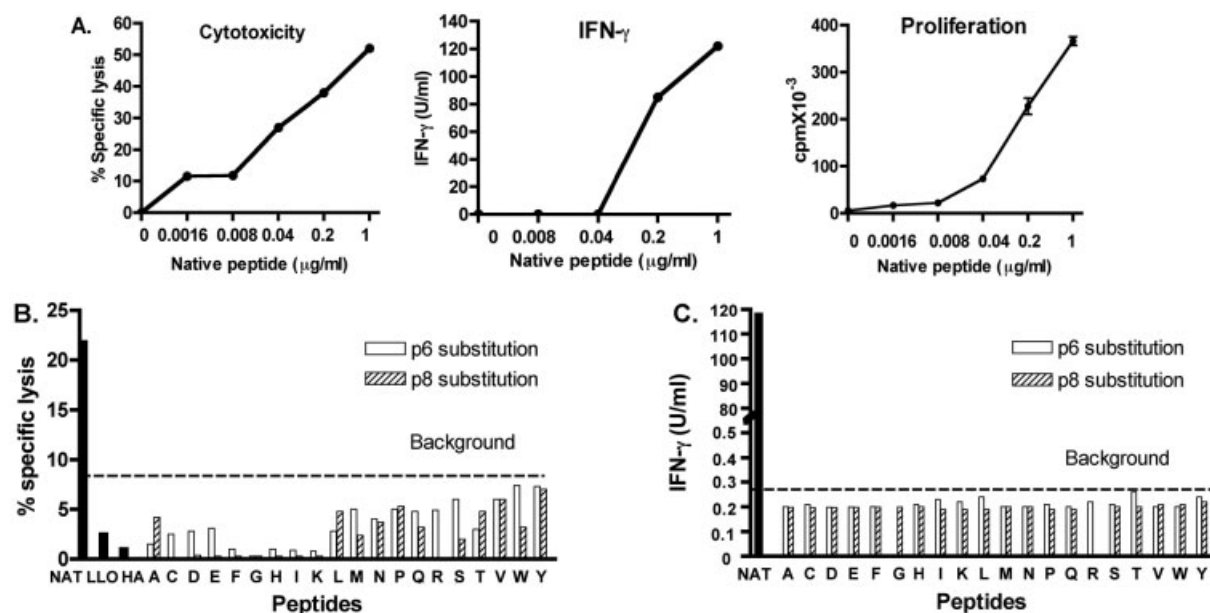 A.
Cytotoxicity
% Specific lysis
60
50
40
30
20
10
0
0 0.0016 0.008 0.04 0.2 1
Native peptide (μg/ml)
IFN-γ
IFN-γ (U/ml)
140
120
100
80
60
40
20
0
0 0.008 0.04 0.2 1
Native peptide (μg/ml)
Proliferation
cpmX10⁻³
400
300
200
100
0
0 0.0016 0.008 0.04 0.2 1
Native peptide (μg/ml)
B.
% specific lysis
25
20
15
10
5
0
p6 substitution
p8 substitution
Background
NAT LLO HA A C D E F G H I K L M N P Q R S T V W Y
Peptides
C.
IFN-γ (U/ml)
120
110
100
90
80
0.5
0.4
0.3
0.2
0.1
0
p6 substitution
p8 substitution
Background
NAT A C D E F G H I K L M N P Q R S T V W Y
Peptides